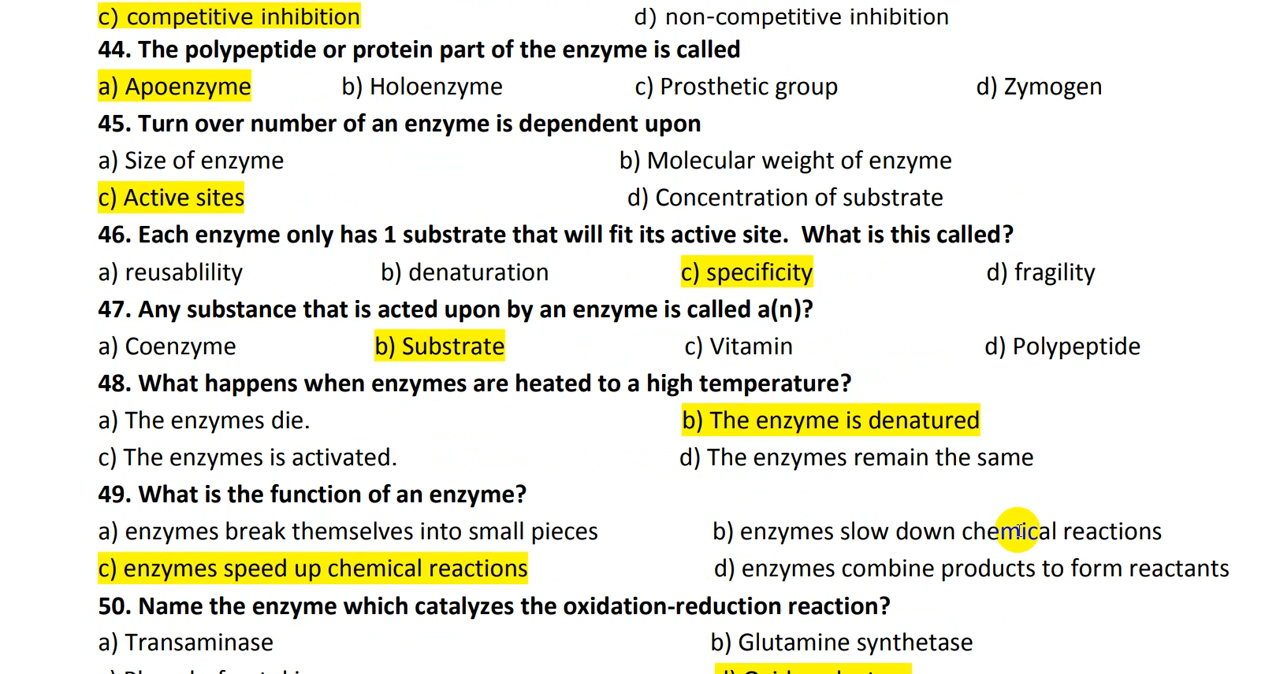 c) competitive inhibition d) non-competitive inhibition
44. The polypeptide or protein part of the enzyme is called
a) Apoenzyme b) Holoenzyme c) Prosthetic group d) Zymogen
45. Turn over number of an enzyme is dependent upon
a) Size of enzyme b) Molecular weight of enzyme
c) Active sites d) Concentration of substrate
46. Each enzyme only has 1 substrate that will fit its active site. What is this called?
a) reusablility b) denaturation c) specificity d) fragility
47. Any substance that is acted upon by an enzyme is called a(n)?
a) Coenzyme b) Substrate c) Vitamin d) Polypeptide
48. What happens when enzymes are heated to a high temperature?
a) The enzymes die. b) The enzyme is denatured
c) The enzymes is activated. d) The enzymes remain the same
49. What is the function of an enzyme?
a) enzymes break themselves into small pieces b) enzymes slow down chemical reactions
c) enzymes speed up chemical reactions d) enzymes combine products to form reactants
50. Name the enzyme which catalyzes the oxidation-reduction reaction?
a) Transaminase b) Glutamine synthetase